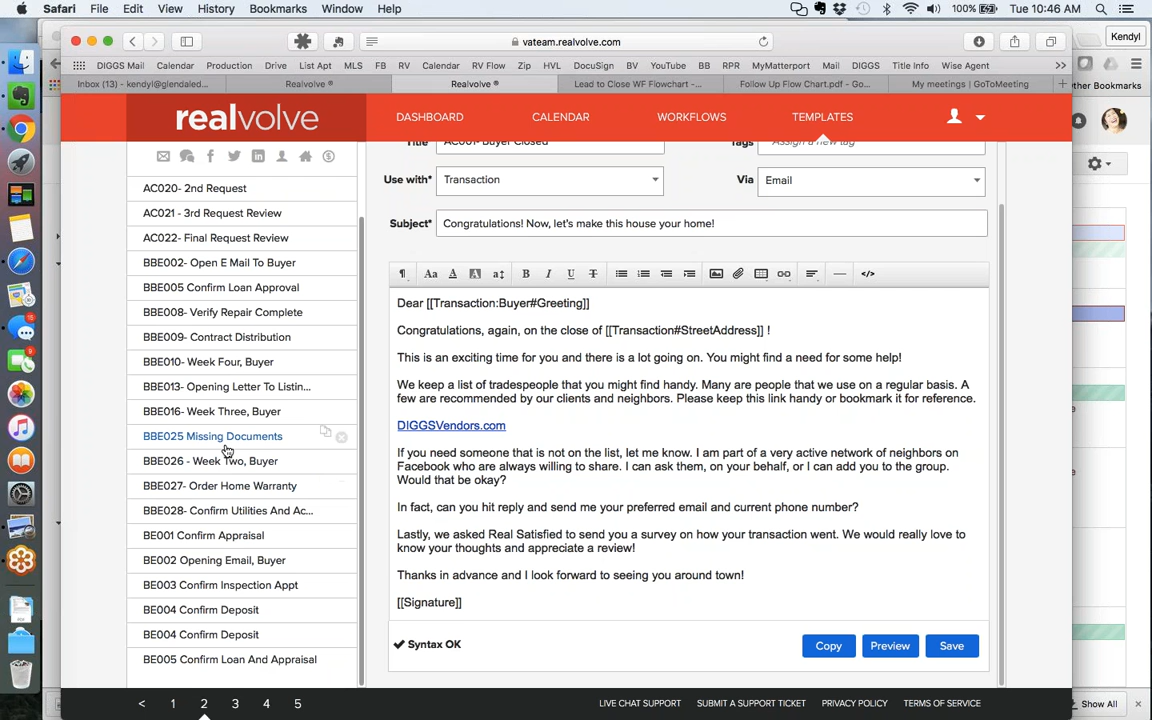 Safari File Edit View History Bookmarks Window Help 100% Tue 10:46 AM
vateam.realvolve.com
Kendyl
DIGGS Mail Calendar Production Drive List Apt MLS F RV Calendar RV Flow Zip HVL DocuSign BV YouTube BB RPR MyMatterport Mail DIGGS Title Info Wise Agent
Inbox (13) - kendyl@glendaled...
Realvolve ®
Realvolve ®
Lead to Close WF Flowchart -...
Follow Up Flow Chart.pdf - Go...
My meetings | GoToMeeting
ther Bookmarks
realvolve
DASHBOARD CALENDAR WORKFLOWS TEMPLATES
Title AC001- Buyer Closed
Tags Assign a new tag
Use with* Transaction
Via Email
Subject* Congratulations! Now, let's make this house your home!
AC020- 2nd Request
AC021 - 3rd Request Review
AC022- Final Request Review
BBE002- Open E Mail To Buyer
BBE005 Confirm Loan Approval
BBE008- Verify Repair Complete
BBE009- Contract Distribution
BBE010- Week Four, Buyer
BBE013- Opening Letter To Listin...
BBE016- Week Three, Buyer
BBE025 Missing Documents
BBE026 - Week Two, Buyer
BBE027- Order Home Warranty
BBE028- Confirm Utilities And Ac...
BE001 Confirm Appraisal
BE002 Opening Email, Buyer
BE003 Confirm Inspection Appt
BE004 Confirm Deposit
BE004 Confirm Deposit
BE005 Confirm Loan And Appraisal
Dear [[Transaction:Buyer#Greeting]]
Congratulations, again, on the close of [[Transaction#StreetAddress]] !
This is an exciting time for you and there is a lot going on. You might find a need for some help!
We keep a list of tradespeople that you might find handy. Many are people that we use on a regular basis. A
few are recommended by our clients and neighbors. Please keep this link handy or bookmark it for reference.
DIGGSVendors.com
If you need someone that is not on the list, let me know. I am part of a very active network of neighbors on
Facebook who are always willing to share. I can ask them, on your behalf, or I can add you to the group.
Would that be okay?
In fact, can you hit reply and send me your preferred email and current phone number?
Lastly, we asked Real Satisfied to send you a survey on how your transaction went. We would really love to
know your thoughts and appreciate a review!
Thanks in advance and I look forward to seeing you around town!
[[Signature]]
Syntax OK
Copy Preview Save
< 1 2 3 4 5
LIVE CHAT SUPPORT SUBMIT A SUPPORT TICKET PRIVACY POLICY TERMS OF SERVICE
Show All